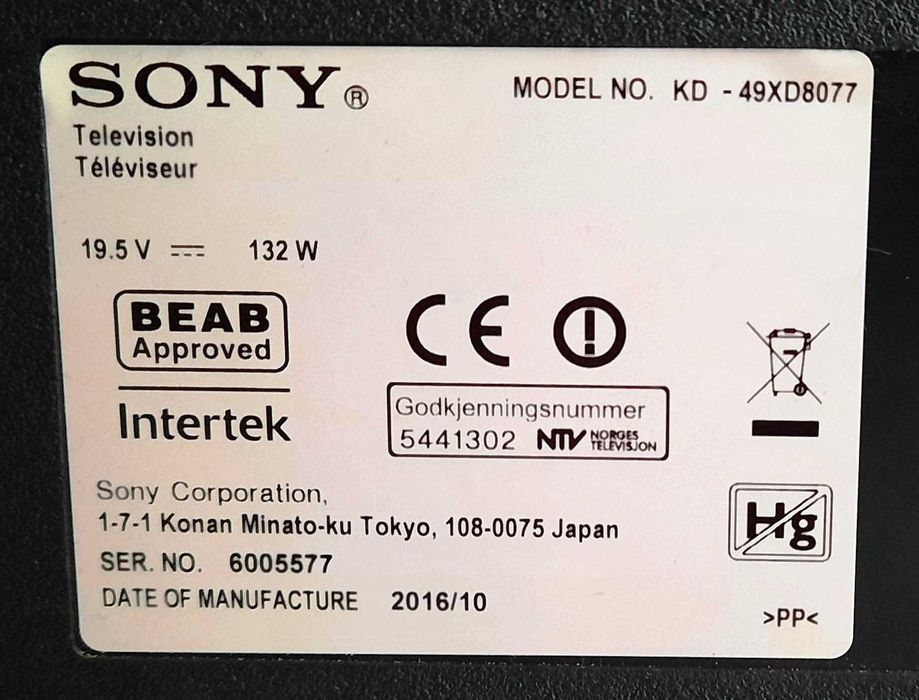 SONY®
MODEL NO. KD - 49XD8077
Television
Téléviseur
19.5 V 132 W
BEAB
Approved
Intertek
CE
Godkjenningsnummer
5441302 NTV NORGES TELEVISJON
Sony Corporation,
1-7-1 Konan Minato-ku Tokyo, 108-0075 Japan
SER. NO. 6005577
DATE OF MANUFACTURE 2016/10
Hg
>PP<